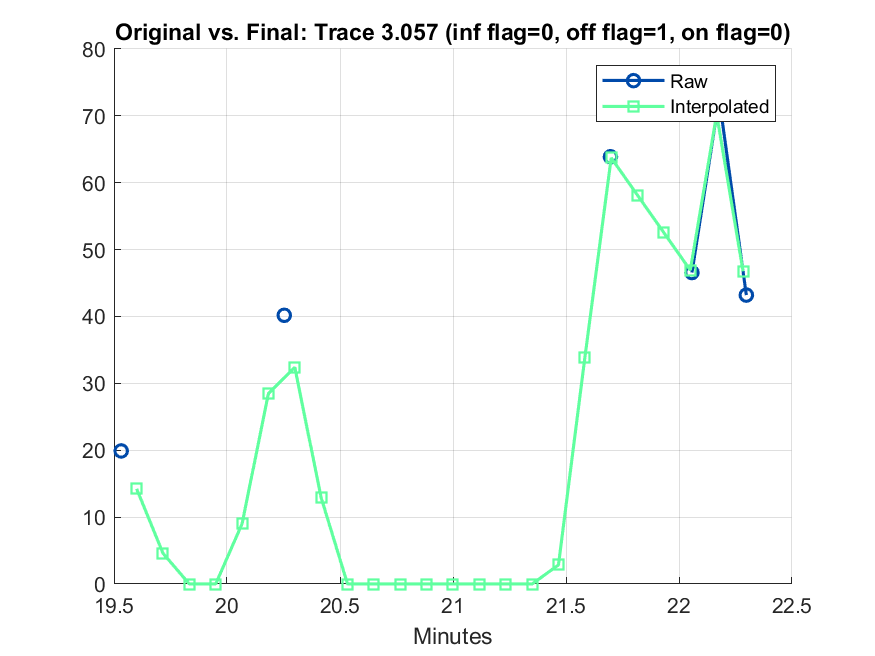 Original vs. Final: Trace 3.057 (inf flag=0, off flag=1, on flag=0)
80
70
60
50
40
30
20
10
0
Raw
Interpolated
19.5 20 20.5 21 21.5 22 22.5
Minutes